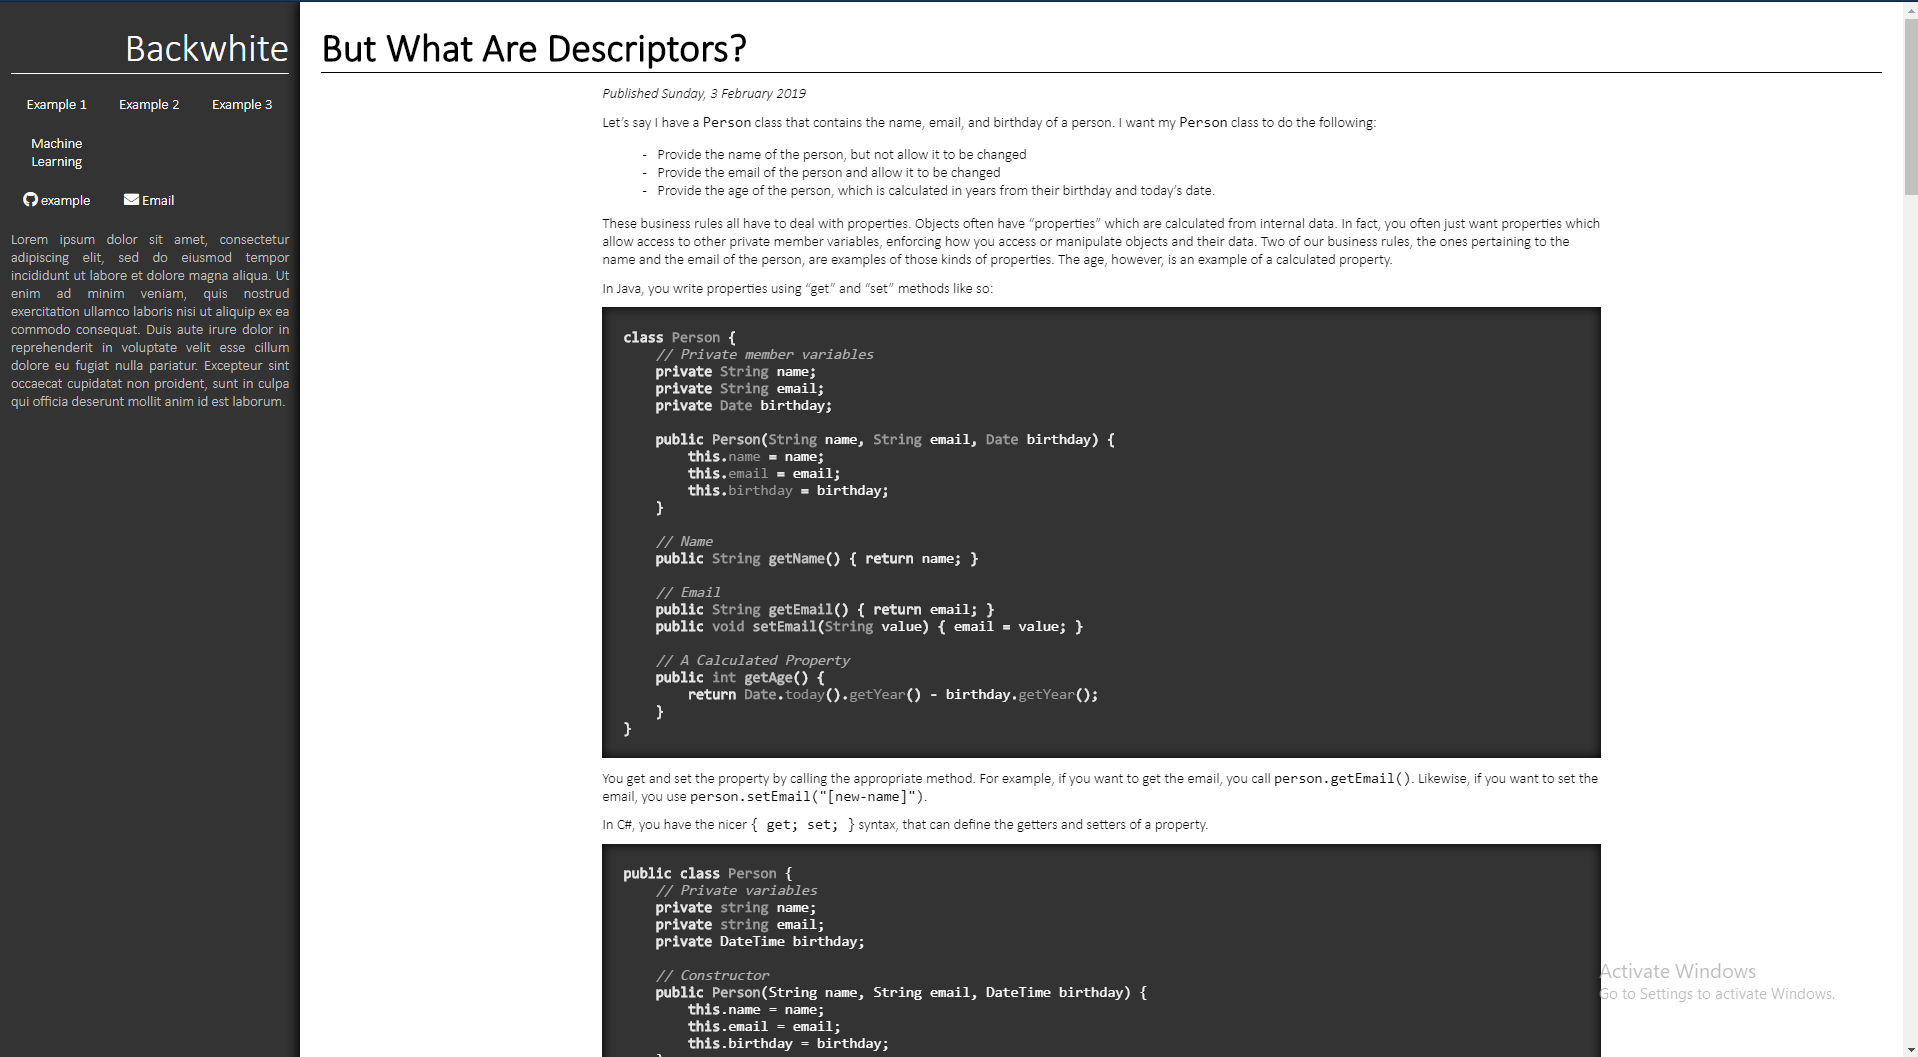 Backwhite
Example 1 Example 2 Example 3
Machine
Learning
example Email
Lorem ipsum dolor sit amet, consectetur
adipiscing elit, sed do eiusmod tempor
incididunt ut labore et dolore magna aliqua. Ut
enim ad minim veniam, quis nostrud
exercitation ullamco laboris nisi ut aliquip ex ea
commodo consequat. Duis aute irure dolor in
reprehenderit in voluptate velit esse cillum
dolore eu fugiat nulla pariatur. Excepteur sint
occaecat cupidatat non proident, sunt in culpa
qui officia deserunt mollit anim id est laborum.
But What Are Descriptors?
Published Sunday, 3 February 2019
Let’s say I have a Person class that contains the name, email, and birthday of a person. I want my Person class to do the following:
- Provide the name of the person, but not allow it to be changed
- Provide the email of the person and allow it to be changed
- Provide the age of the person, which is calculated in years from their birthday and today’s date.
These business rules all have to deal with properties. Objects often have “properties” which are calculated from internal data. In fact, you often just want properties which
allow access to other private member variables, enforcing how you access or manipulate objects and their data. Two of our business rules, the ones pertaining to the
name and the email of the person, are examples of those kinds of properties. The age, however, is an example of a calculated property.
In Java, you write properties using “get” and “set” methods like so:
class Person {
    // Private member variables
    private String name;
    private String email;
    private Date birthday;
    public Person(String name, String email, Date birthday) {
        this.name = name;
        this.email = email;
        this.birthday = birthday;
    }
    // Name
    public String getName() { return name; }
    // Email
    public String getEmail() { return email; }
    public void setEmail(String value) { email = value; }
    // A Calculated Property
    public int getAge() {
        return Date.today().getYear() - birthday.getYear();
    }
}
You get and set the property by calling the appropriate method. For example, if you want to get the email, you call person.getEmail(). Likewise, if you want to set the
email, you use person.setEmail("[new-name]").
In C#, you have the nicer { get; set; } syntax, that can define the getters and setters of a property.
public class Person {
    // Private variables
    private string name;
    private string email;
    private DateTime birthday;
    // Constructor
    public Person(String name, String email, DateTime birthday) {
        this.name = name;
        this.email = email;
        this.birthday = birthday;
Activate Windows
Go to Settings to activate Windows.